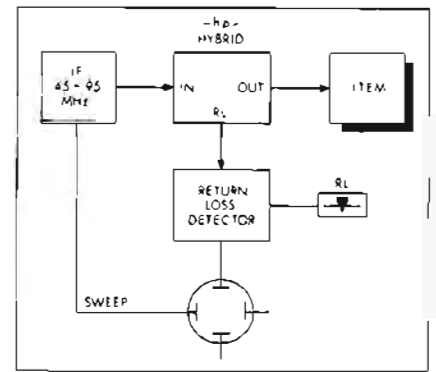 -hp-
HYBRID
IF
45 - 95
MHz
IN
OUT
RL
ITEM
RETURN
LOSS
DETECTOR
RL
SWEEP